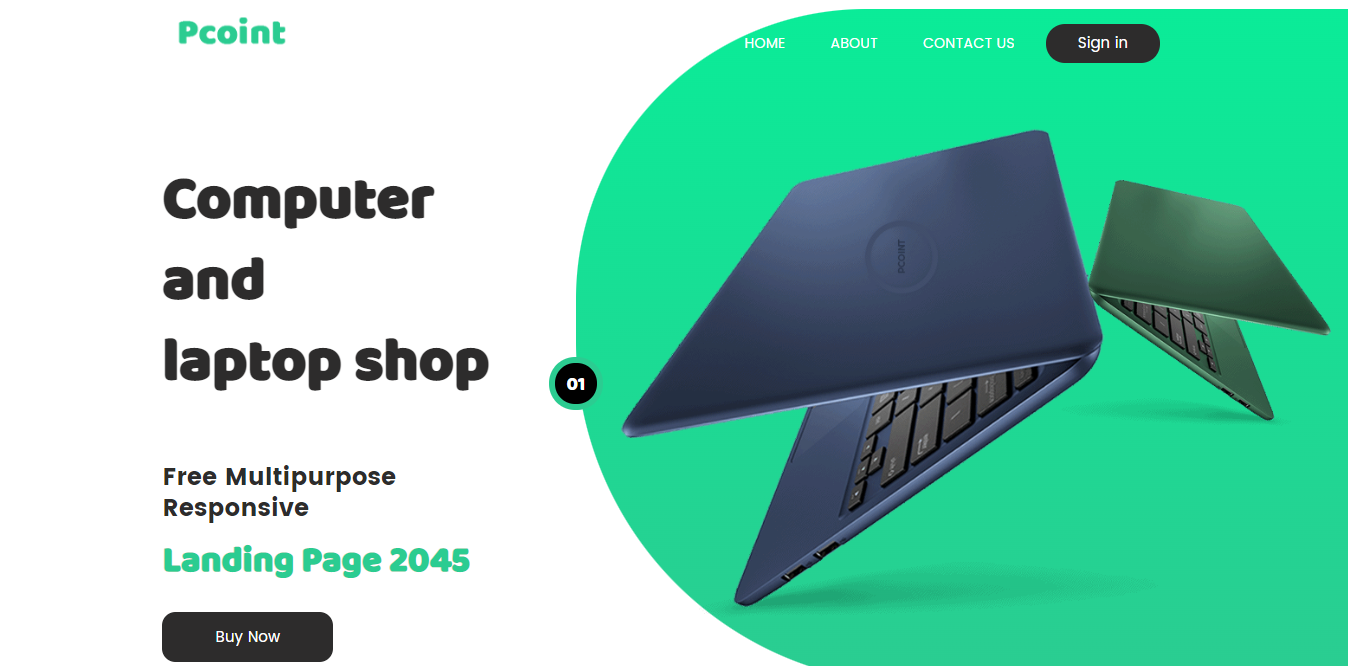 Pcoint
HOME ABOUT CONTACT US Sign in
Computer
and
laptop shop
01
PCOINT
Free Multipurpose
Responsive
Landing Page 2045
Buy Now